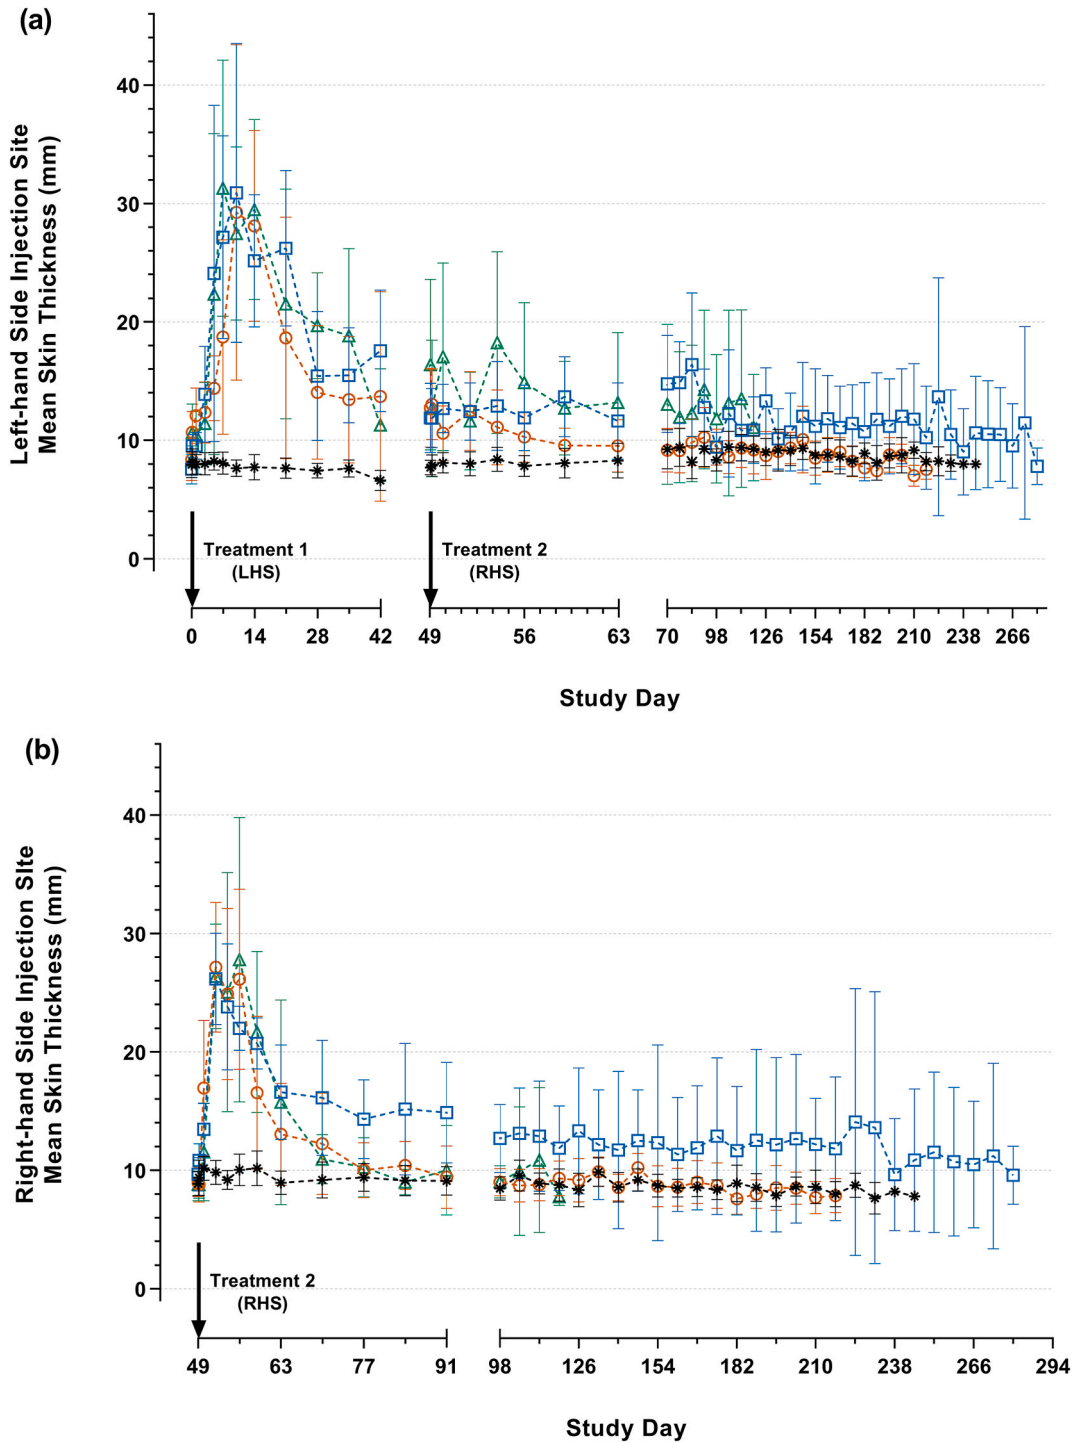 (a)
Left-hand Side Injection Site
Mean Skin Thickness (mm)
40
30
20
10
0
Treatment 1
(LHS)
Treatment 2
(RHS)
0 14 28 42 49 56 63 70 98 126 154 182 210 238 266
Study Day
(b)
Right-hand Side Injection SIte
Mean Skin Thickness (mm)
40
30
20
10
0
Treatment 2
(RHS)
49 63 77 91 98 126 154 182 210 238 266 294
Study Day